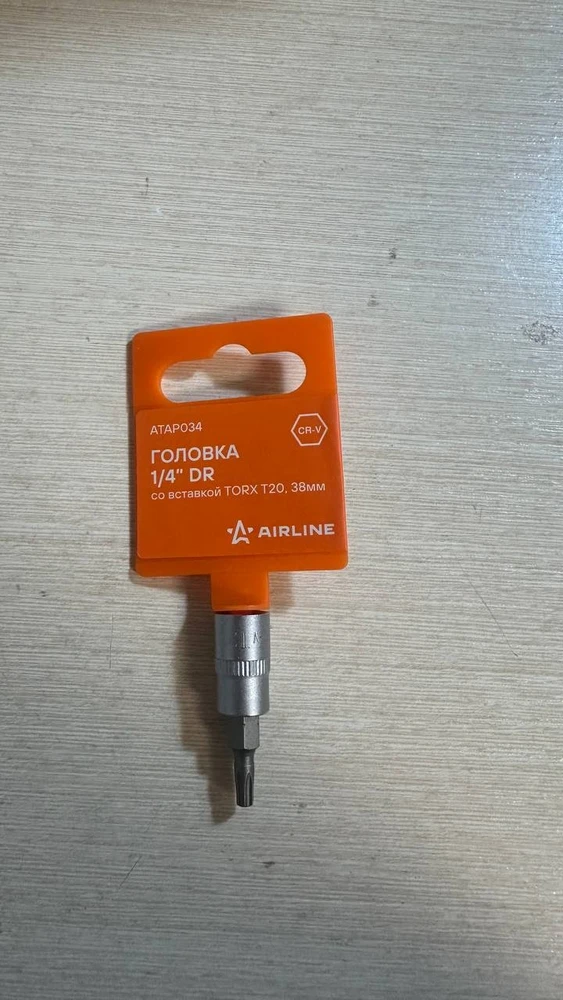 ATAP034
CR-V
ГОЛОВКА
1/4" DR
со вставкой TORX T20, 38мм
AIRLINE